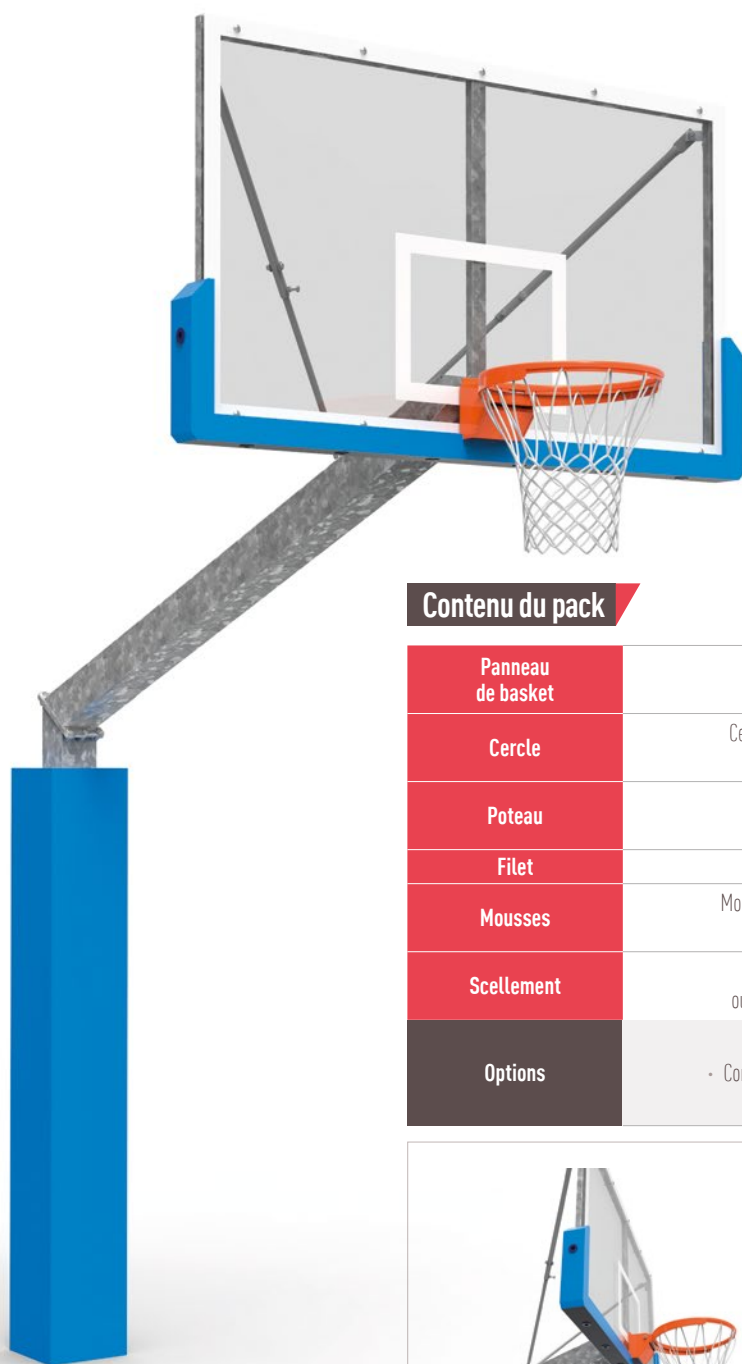 Contenu du pack
Panneau
de basket
Cercle
Poteau
Filet
Mousses
Scellement
Options
•